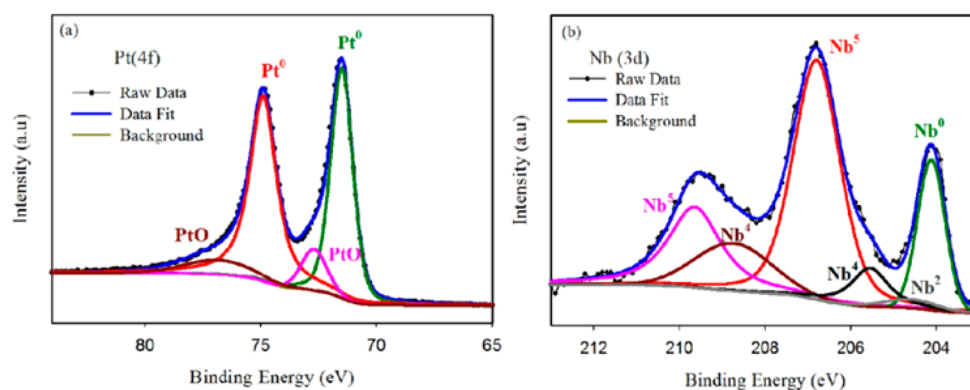 (a)
Pt(4f)
Raw Data
Data Fit
Background
Pt⁰
Pt⁰
PtO
PtO
Intensity (a.u)
80
75
70
65
Binding Energy (eV)
(b)
Nb (3d)
Raw Data
Data Fit
Background
Nb⁵
Nb⁰
Nb⁵
Nb⁴
Nb⁴
Nb²
Intensity (a.u)
212
210
208
206
204
Binding Energy (eV)